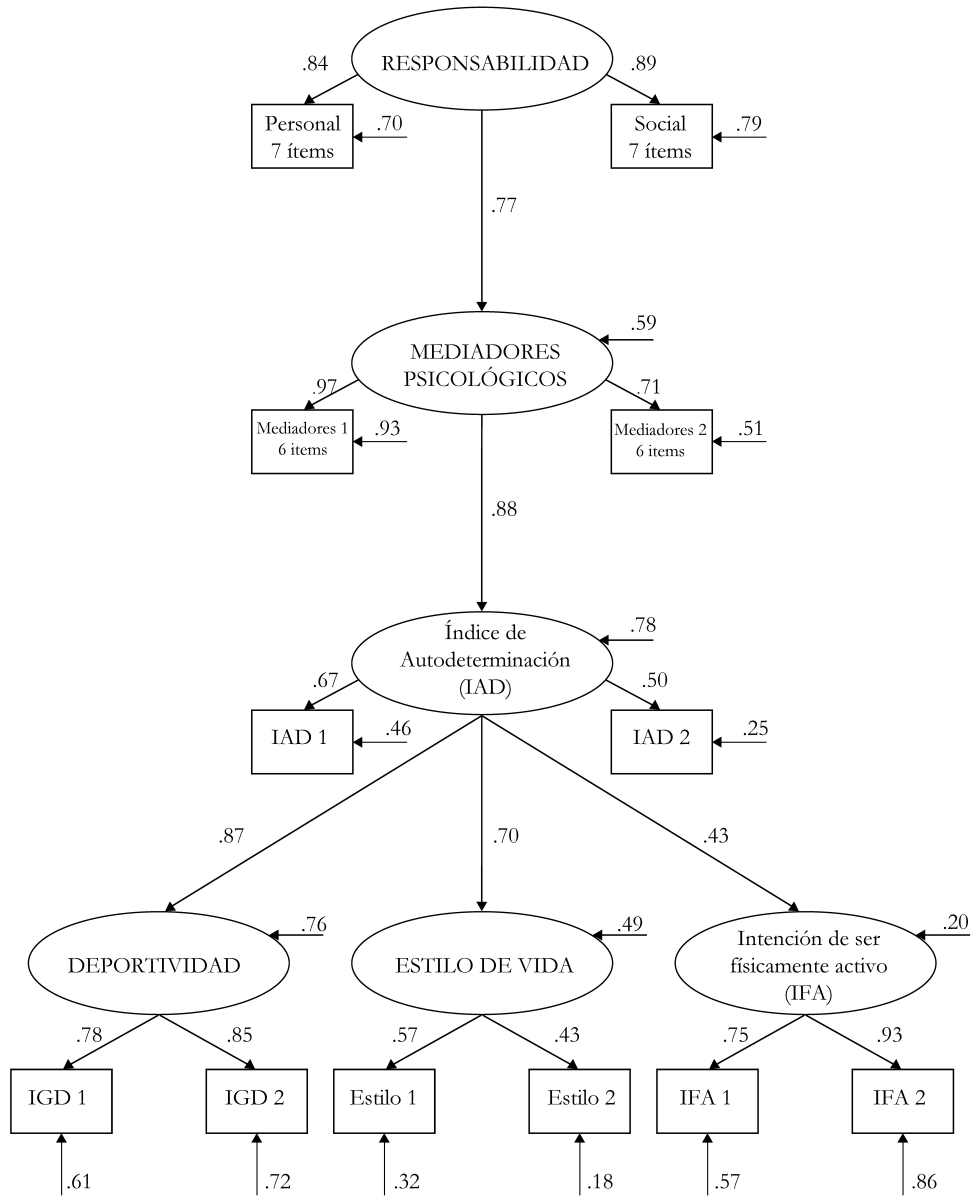 RESPONSABILIDAD
.84
.89
Personal
7 ítems
.70
Social
7 ítems
.79
.77
MEDIADORES
PSICOLÓGICOS
.59
.97
.71
Mediadores 1
6 items
.93
Mediadores 2
6 items
.51
.88
Índice de
Autodeterminación
(IAD)
.78
.67
.50
IAD 1
.46
IAD 2
.25
.87
.70
.43
DEPORTIVIDAD
.76
ESTILO DE VIDA
.49
Intención de ser
físicamente activo
(IFA)
.20
.78
.85
.57
.43
.75
.93
IGD 1
IGD 2
Estilo 1
Estilo 2
IFA 1
IFA 2
.61
.72
.32
.18
.57
.86